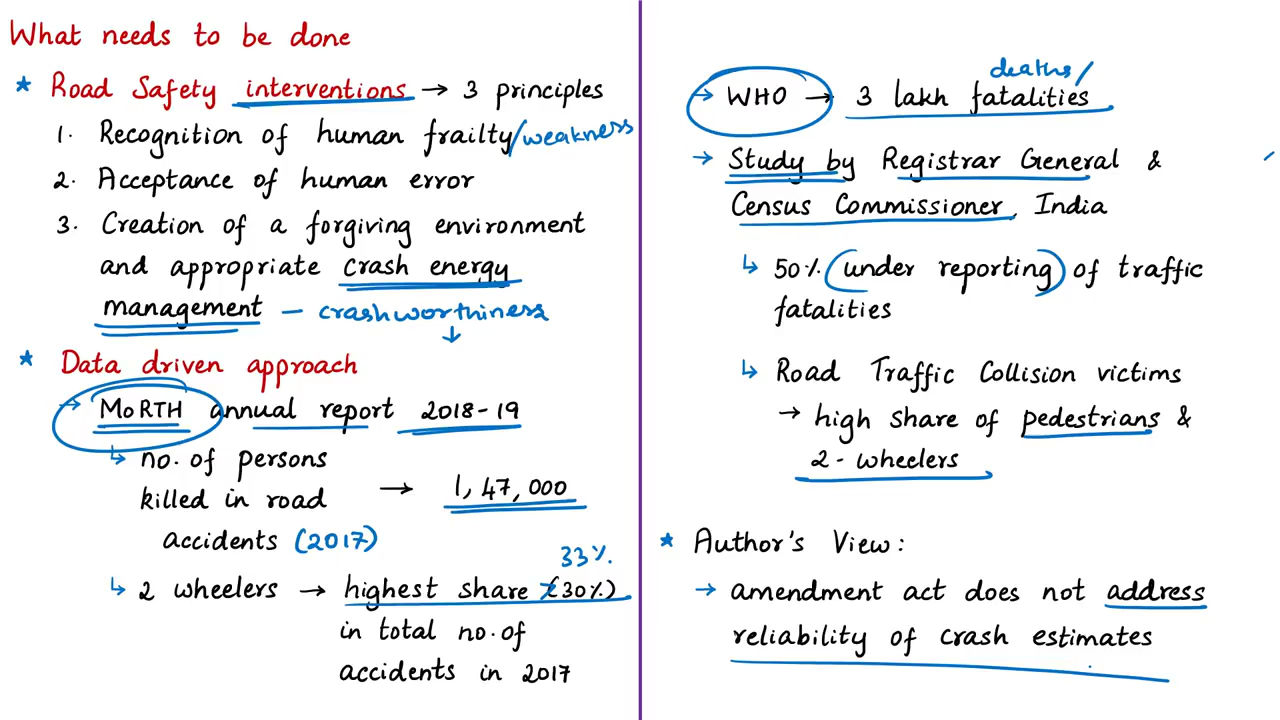 What needs to be done
* Road Safety interventions → 3 principles
1. Recognition of human frailty/weakness
2. Acceptance of human error
3. Creation of a forgiving environment
and appropriate crash energy
management – crashworthiness
↓
* Data driven approach
→ MoRTH annual report 2018-19
↳ no. of persons
killed in road → 1,47,000
accidents (2017)
33%.
↳ 2 wheelers → highest share (30%)
in total no. of
accidents in 2017
deaths/
→ WHO → 3 lakh fatalities
→ Study by Registrar General &
Census Commissioner, India
↳ 50% (under reporting) of traffic
fatalities
↳ Road Traffic Collision victims
→ high share of pedestrians &
2-wheelers
* Author's View:
→ amendment act does not address
reliability of crash estimates